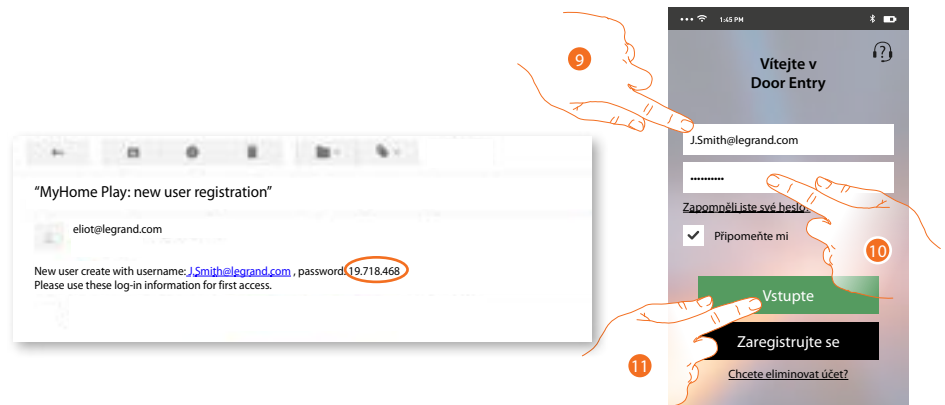 9
1:45 PM
Vítejte v
Door Entry
J.Smith@legrand.com
••••••••••
Zapomněli jste své heslo?
Připomeňte mi
10
Vstupte
Zaregistrujte se
11
Chcete eliminovat účet?
"MyHome Play: new user registration"
eliot@legrand.com
New user create with username: J.Smith@legrand.com , password: 19.718.468
Please use these log-in information for first access.